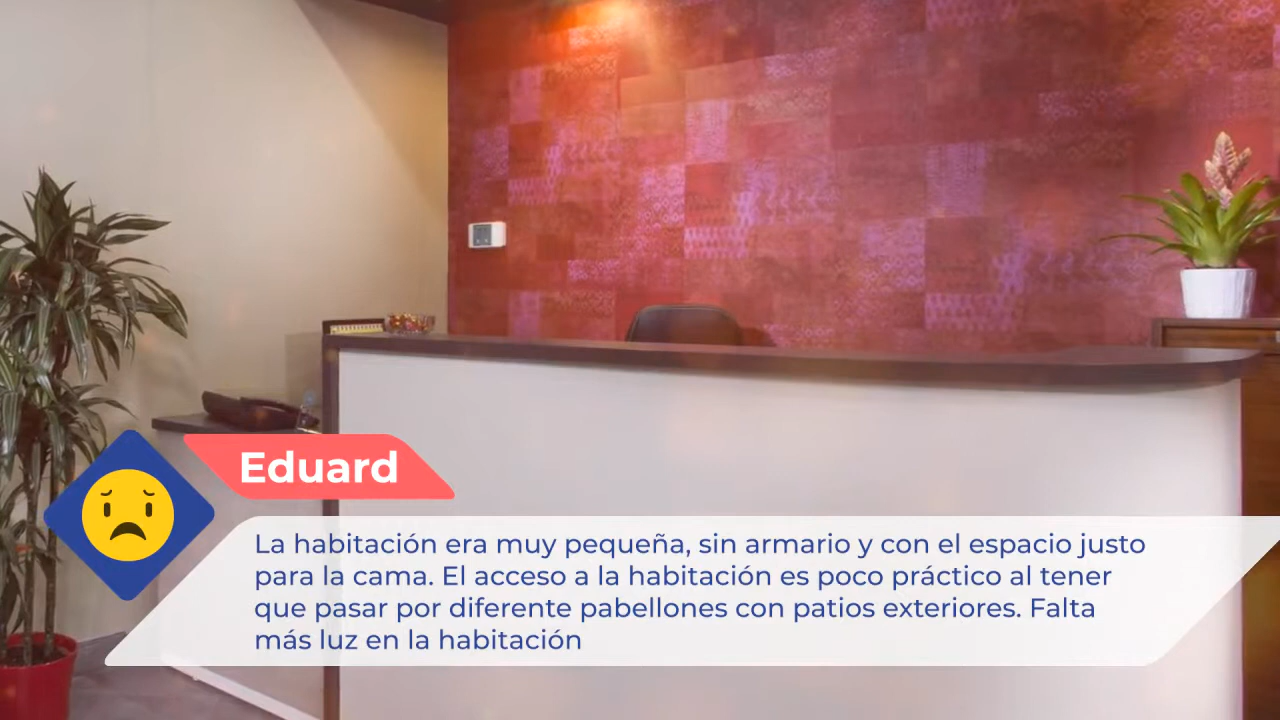 Eduard
La habitación era muy pequeña, sin armario y con el espacio justo
para la cama. El acceso a la habitación es poco práctico al tener
que pasar por diferente pabellones con patios exteriores. Falta
más luz en la habitación